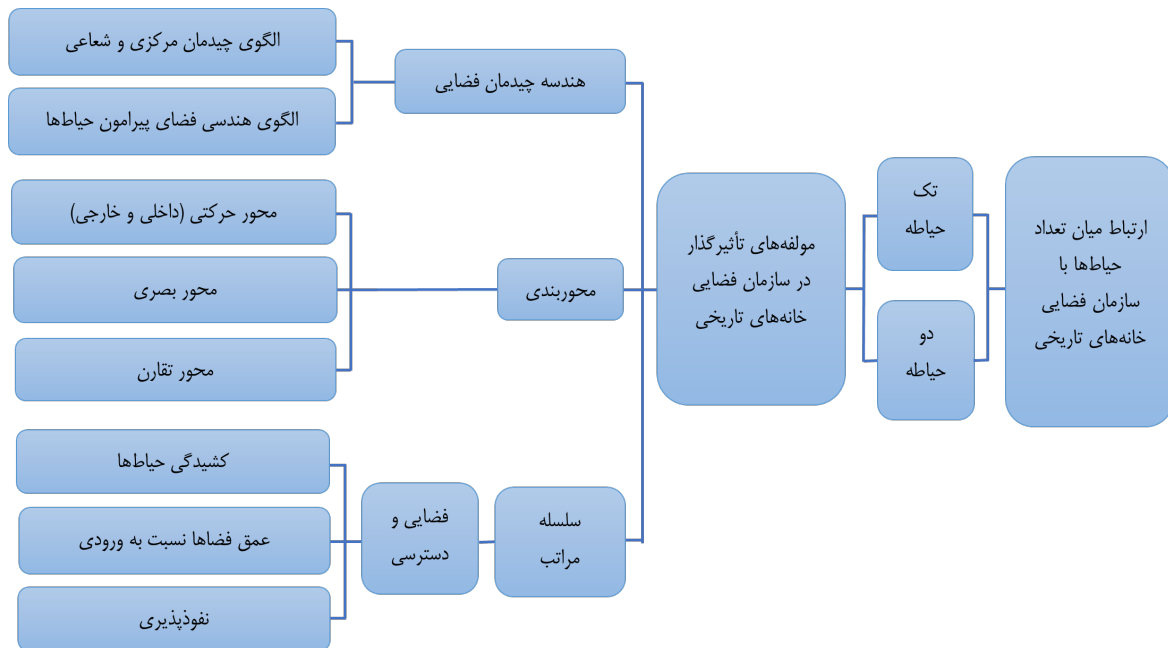 ارتباط میان تعداد
حیاط‌ها با
سازمان فضایی
خانه‌های تاریخی
تک
حیاطه
دو
حیاطه
مولفه‌های تأثیرگذار
در سازمان فضایی
خانه‌های تاریخی
هندسه چیدمان فضایی
الگوی چیدمان مرکزی و شعاعی
الگوی هندسی فضای پیرامون حیاط‌ها
محوربندی
محور حرکتی (داخلی و خارجی)
محور بصری
محور تقارن
سلسله
مراتب
فضایی و
دسترسی
کشیدگی حیاط‌ها
عمق فضاها نسبت به ورودی
نفوذپذیری